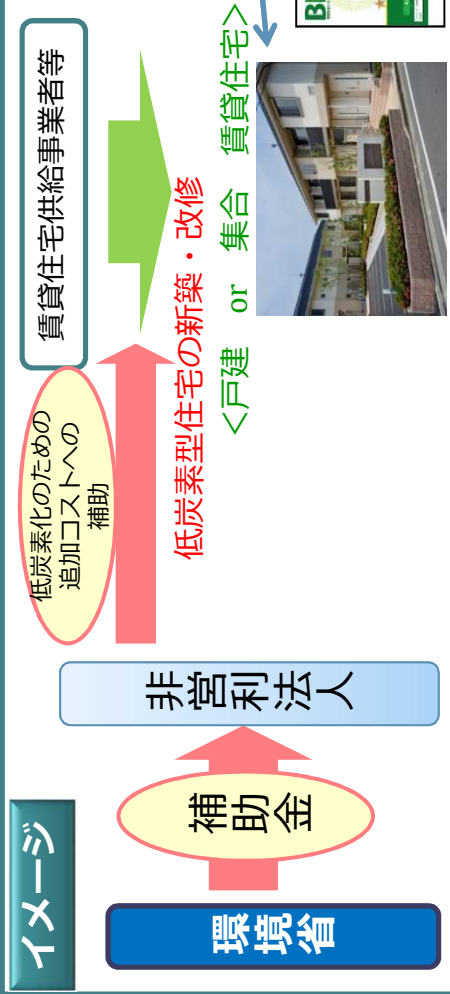 イメージ
環境省
補助金
非営利法人
低炭素化のための
追加コストへの
補助
賃貸住宅供給事業者等
低炭素型住宅の新築・改修
＜戸建 or 集合 賃貸住宅＞